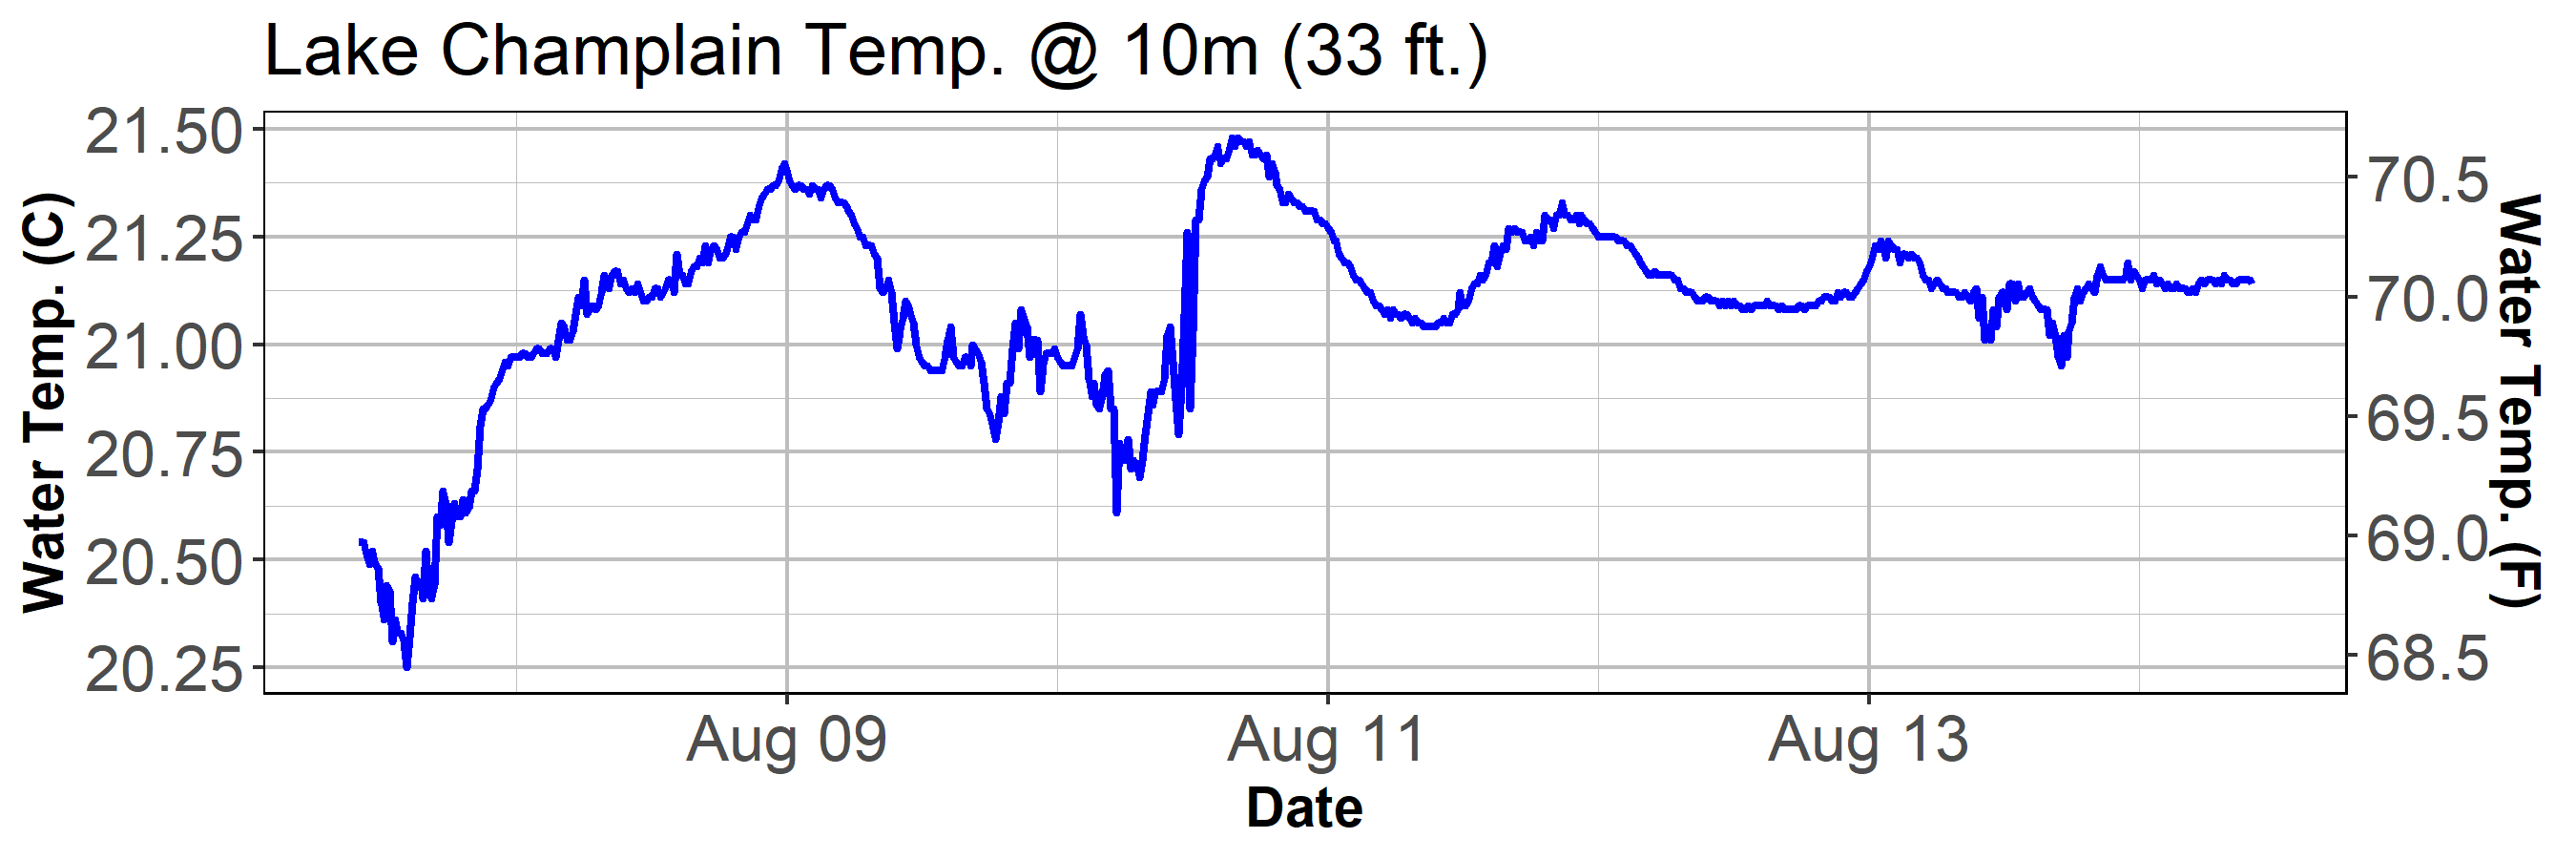 Lake Champlain Temp. @ 10m (33 ft.)
Water Temp. (C)
21.50
21.25
21.00
20.75
20.50
20.25
70.5
70.0
69.5
69.0
68.5
Water Temp. (F)
Aug 09 Aug 11 Aug 13
Date